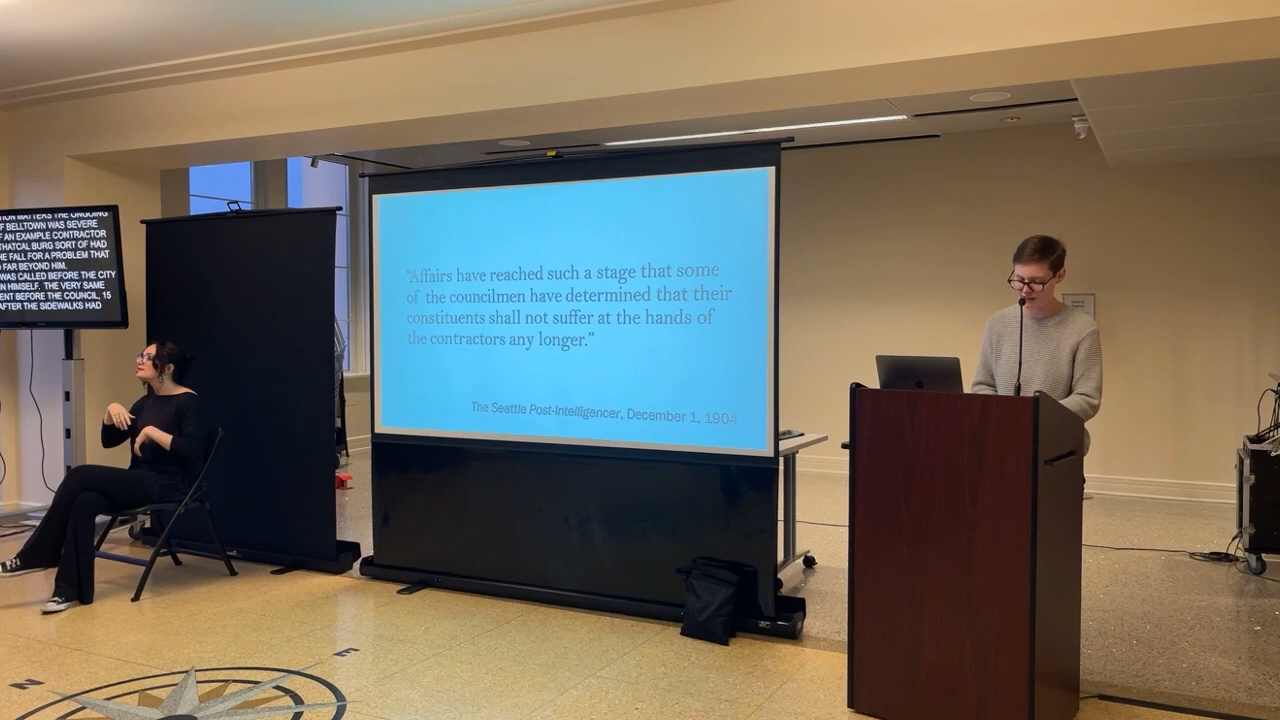 MATTERS THE ONGOING
F BELLTOWN WAS SEVERE
F AN EXAMPLE CONTRACTOR
THATCAL BURG SORT OF HAD
HE FALL FOR A PROBLEM THAT
FAR BEYOND HIM.
WAS CALLED BEFORE THE CITY
N HIMSELF. THE VERY SAME
ENT BEFORE THE COUNCIL, 15
AFTER THE SIDEWALKS HAD
"Affairs have reached such a stage that some
of the councilmen have determined that their
constituents shall not suffer at the hands of
the contractors any longer."
The Seattle Post-Intelligencer, December 1, 1904
N
E